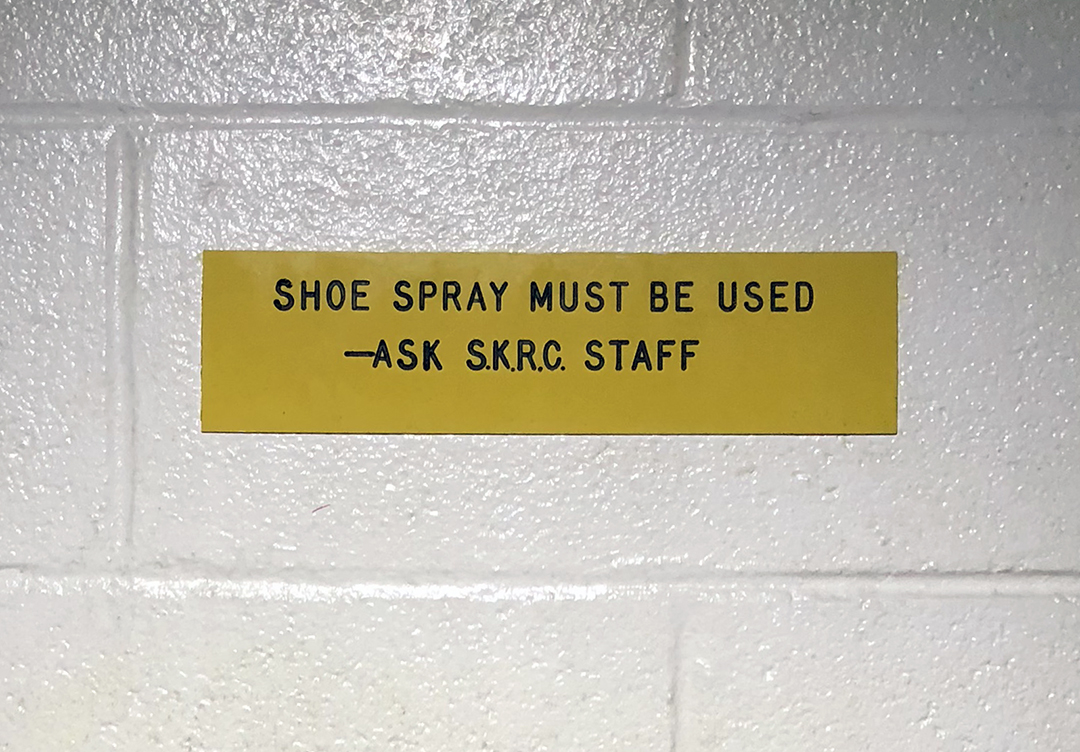 SHOE SPRAY MUST BE USED
—ASK S.K.R.C. STAFF